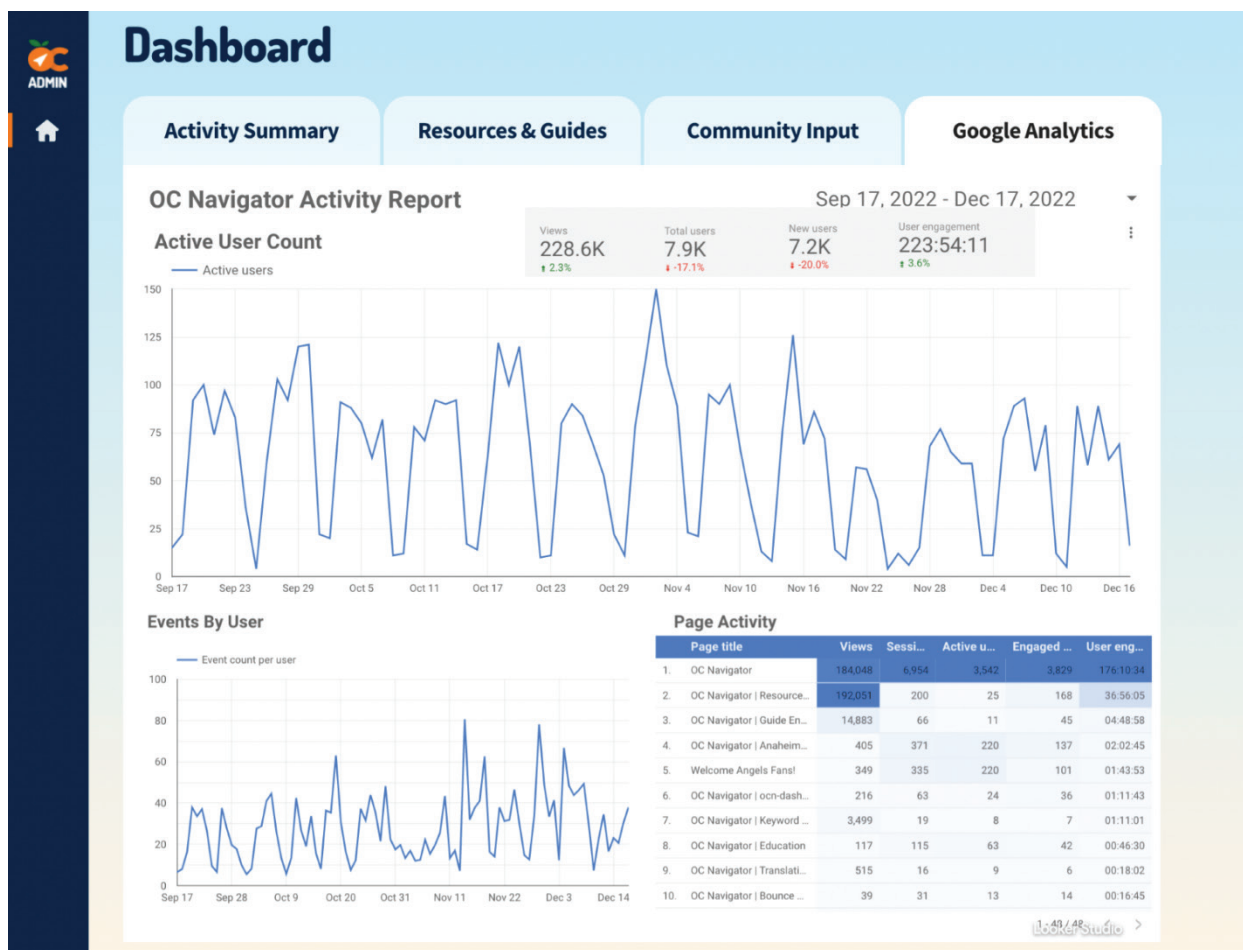 Dashboard
ADMIN
Activity Summary
Resources & Guides
Community Input
Google Analytics
OC Navigator Activity Report
Sep 17, 2022 - Dec 17, 2022
Active User Count
Views
228.6K
2.3%
Total users
7.9K
-17.1%
New users
7.2K
-20.0%
User engagement
223:54:11
3.6%
Active users
150
125
100
75
50
25
0
Sep 17 Sep 23 Sep 29 Oct 5 Oct 11 Oct 17 Oct 23 Oct 29 Nov 4 Nov 10 Nov 16 Nov 22 Nov 28 Dec 4 Dec 10 Dec 16
Events By User
Event count per user
100
80
60
40
20
0
Sep 17 Sep 28 Oct 9 Oct 20 Oct 31 Nov 11 Nov 22 Dec 3 Dec 14
Page Activity
Page title Views Sessi... Active u... Engaged ... User eng...
1. OC Navigator 184,048 6,954 3,542 3,829 176:10:34
2. OC Navigator | Resource... 192,051 200 25 168 36:56:05
3. OC Navigator | Guide En... 14,883 66 11 45 04:48:58
4. OC Navigator | Anaheim... 405 371 220 137 02:02:45
5. Welcome Angels Fans! 349 335 220 101 01:43:53
6. OC Navigator | ocn-dash... 216 63 24 36 01:11:43
7. OC Navigator | Keyword ... 3,499 19 8 7 01:11:01
8. OC Navigator | Education 117 115 63 42 00:46:30
9. OC Navigator | Translati... 515 16 9 6 00:18:02
10. OC Navigator | Bounce ... 39 31 13 14 00:16:45
Looker Studio